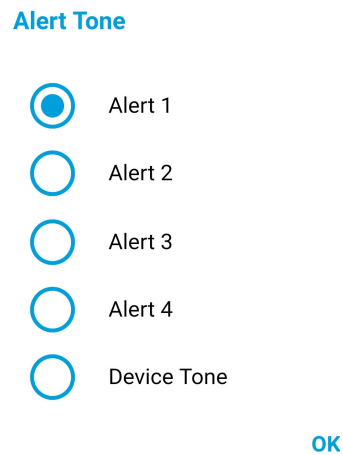 Alert Tone
Alert 1
Alert 2
Alert 3
Alert 4
Device Tone
OK